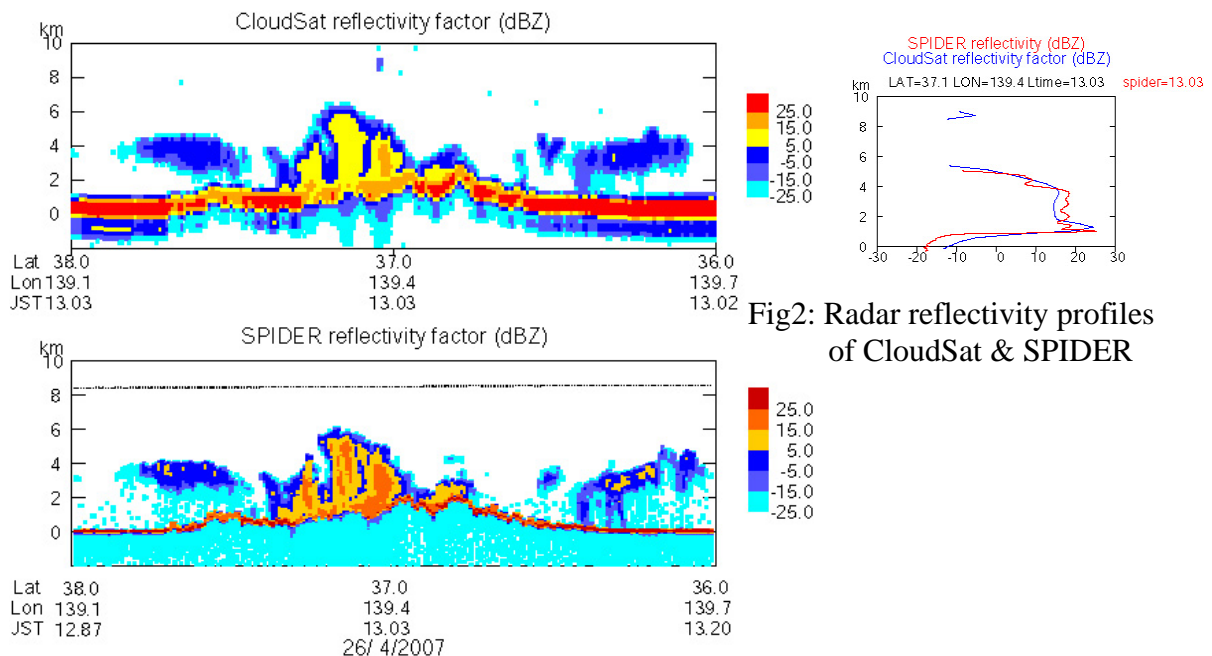 CloudSat reflectivity factor (dBZ)
km
10
8
6
4
2
0
25.0
15.0
5.0
-5.0
-15.0
-25.0
Lat 38.0 37.0 36.0
Lon 139.1 139.4 139.7
JST 13.03 13.03 13.02
SPIDER reflectivity (dBZ)
CloudSat reflectivity factor (dBZ)
LAT=37.1 LON=139.4 Ltime=13.03 spider=13.03
km
10
8
6
4
2
0
-30 -20 -10 0 10 20 30
Fig2: Radar reflectivity profiles
of CloudSat & SPIDER
SPIDER reflectivity factor (dBZ)
km
10
8
6
4
2
0
25.0
15.0
5.0
-5.0
-15.0
-25.0
Lat 38.0 37.0 36.0
Lon 139.1 139.4 139.7
JST 12.87 13.03 13.20
26/ 4/2007